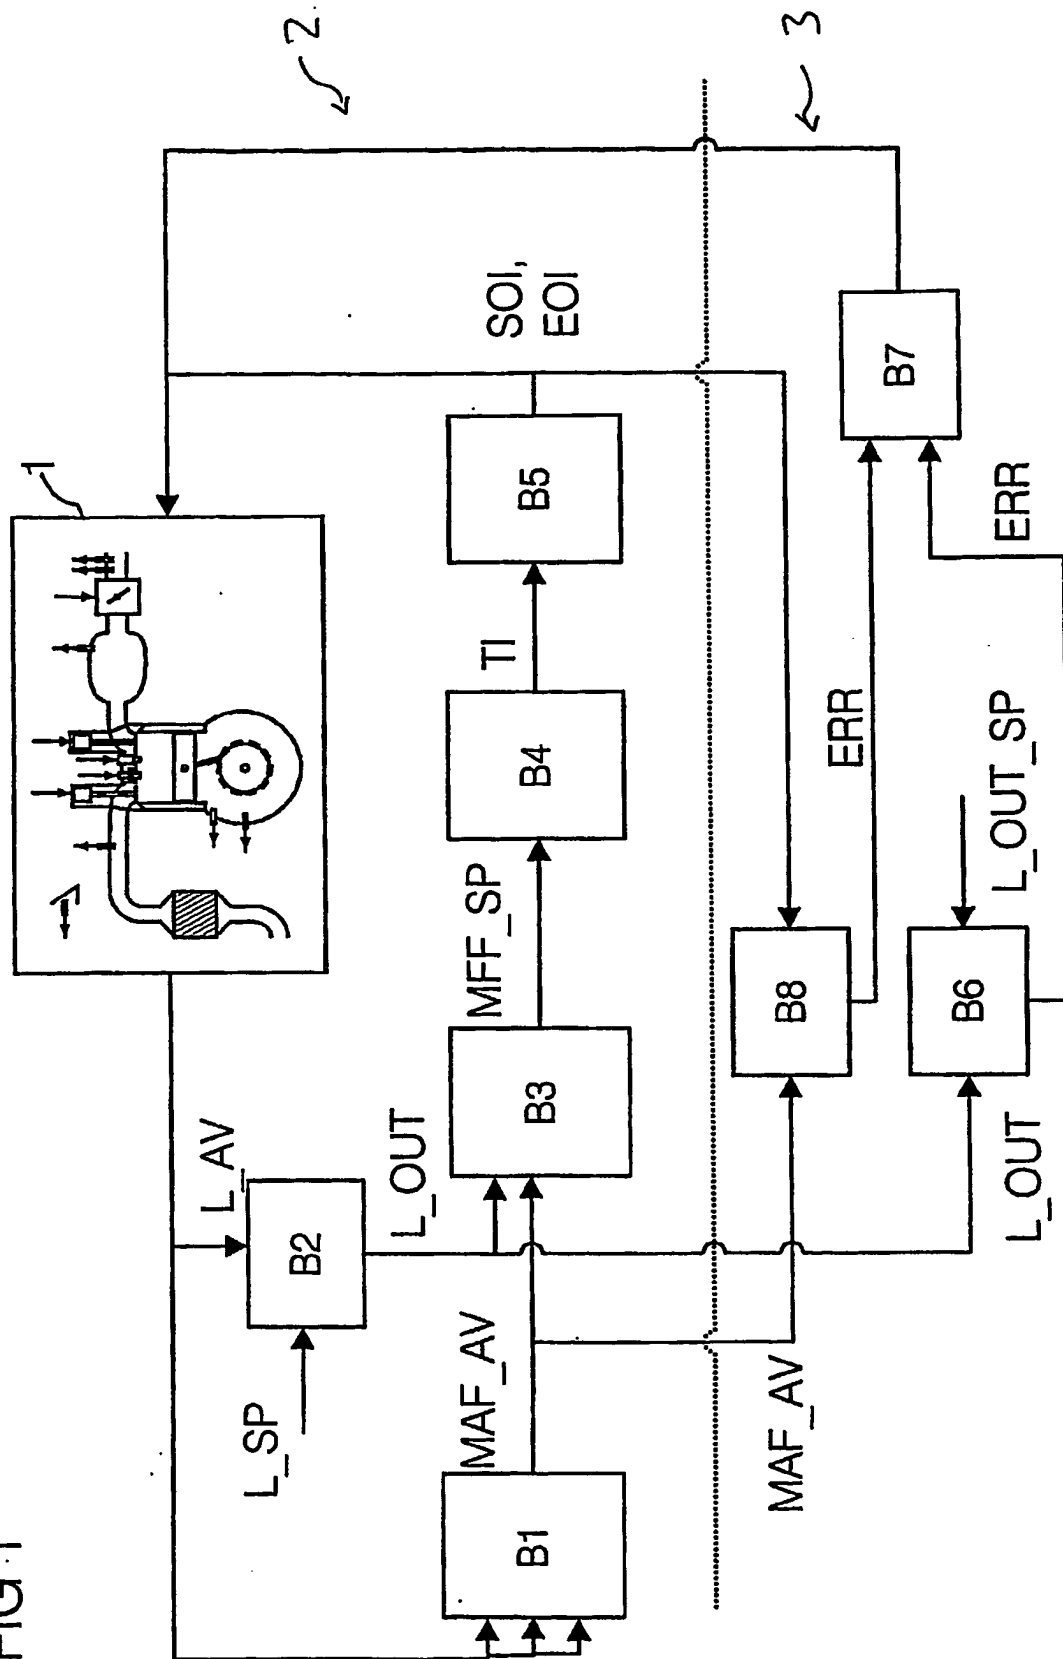 FIG 1
1
2
3
L_AV
L_SP
B2
L_OUT
MAF_AV
B1
B3
MFF_SP
B4
TI
B5
SOI,
EOI
MAF_AV
B8
ERR
B7
L_OUT
B6
L_OUT_SP
ERR